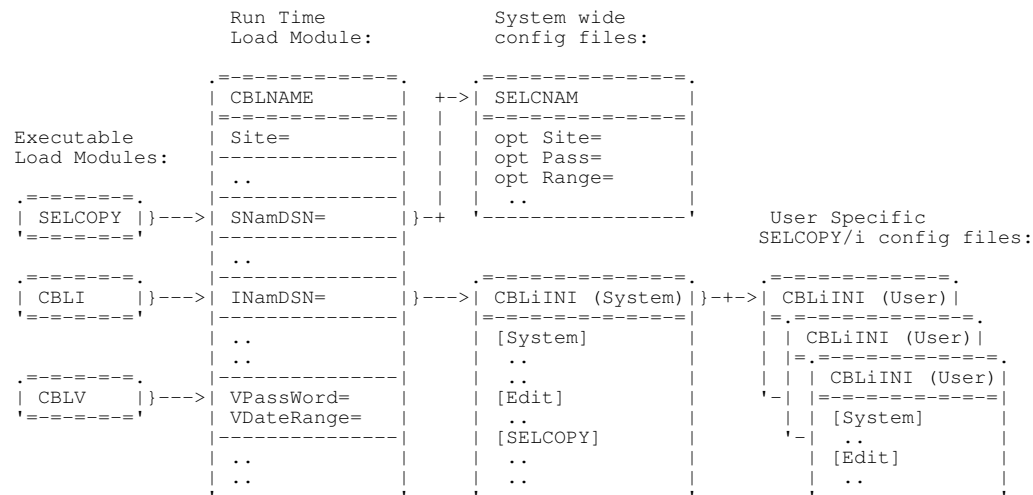 Run Time System wide
Load Module: config files:
CBLNAME SELCNAM
Executable Site= opt Site=
Load Modules: opt Pass=
.. opt Range=
..
SELCOPY SNamDSN= User Specific
SELCOPY/i config files:
..
CBLI INamDSN= CBLiINI (System) CBLiINI (User)
.. [System] CBLiINI (User)
.. ..
.. CBLiINI (User)
CBLV VPassWord= [Edit]
VDateRange= .. [System]
[SELCOPY] ..
.. .. [Edit]
.. .. ..